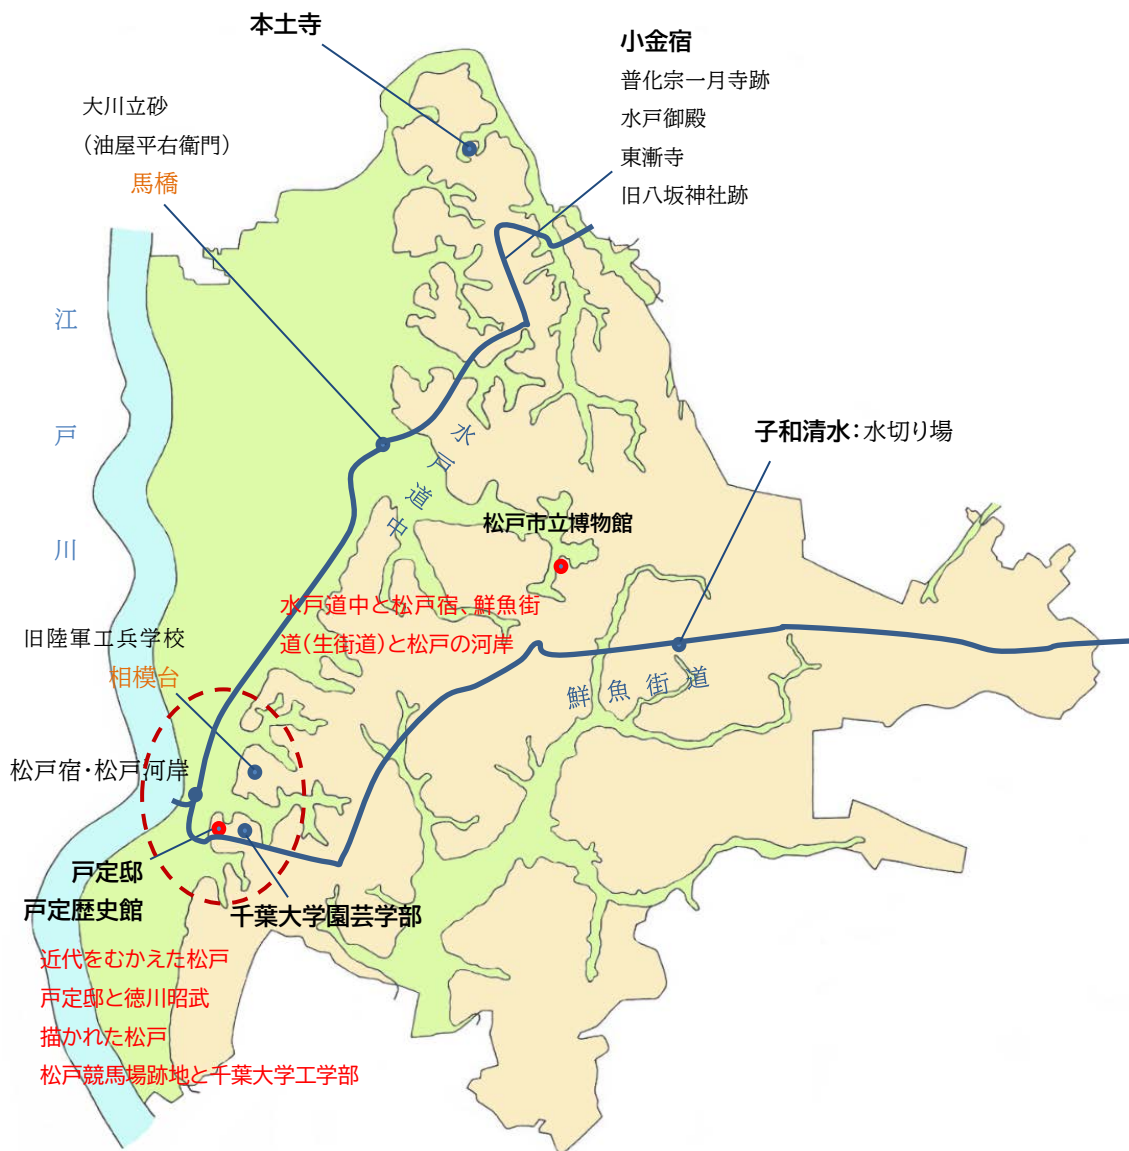 本土寺
小金宿
普化宗一月寺跡
水戸御殿
東漸寺
旧八坂神社跡
大川立砂
（油屋平右衛門）
馬橋
江戸川
水戸道中
子和清水：水切り場
松戸市立博物館
水戸道中と松戸宿、鮮魚街
道（生街道）と松戸の河岸
鮮魚街道
旧陸軍工兵学校
相模台
松戸宿・松戸河岸
戸定邸
戸定歴史館
千葉大学園芸学部
近代をむかえた松戸
戸定邸と徳川昭武
描かれた松戸
松戸競馬場跡地と千葉大学工学部